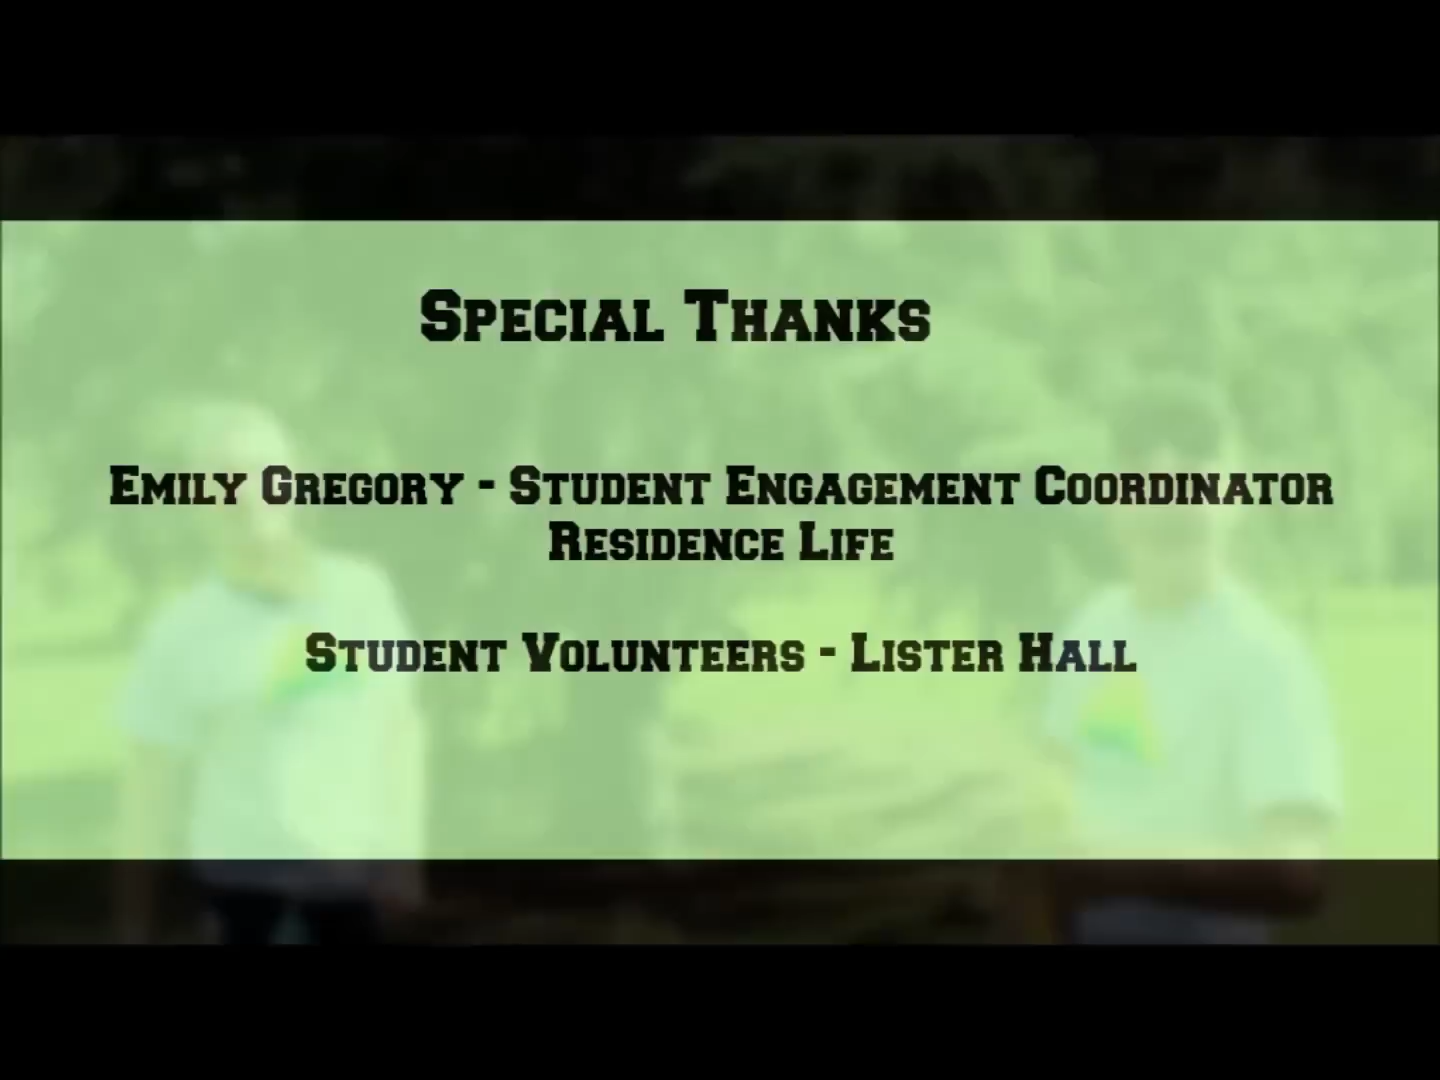 Special Thanks
Emily Gregory - Student Engagement Coordinator
Residence Life
Student Volunteers - Lister Hall